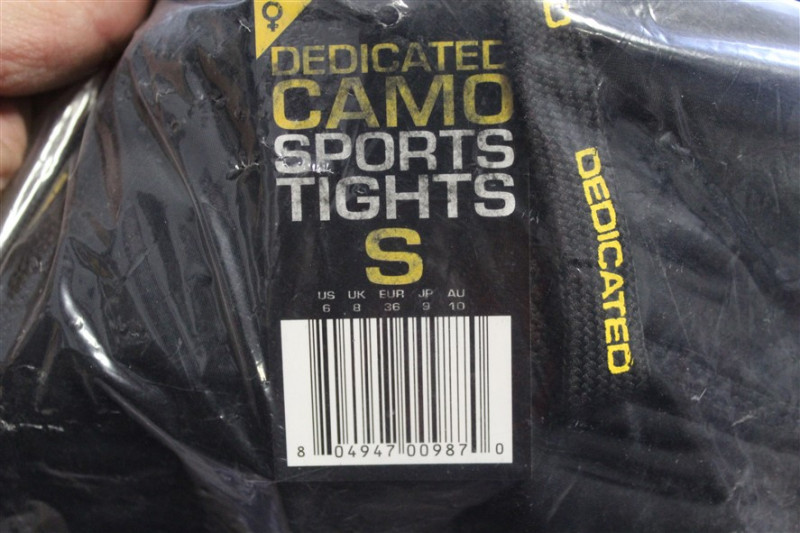 DEDICATED
CAMO
SPORTS
TIGHTS
S
US UK EUR JP AU
6 8 36 9 10
8 04947 00987 0
DEDICATED